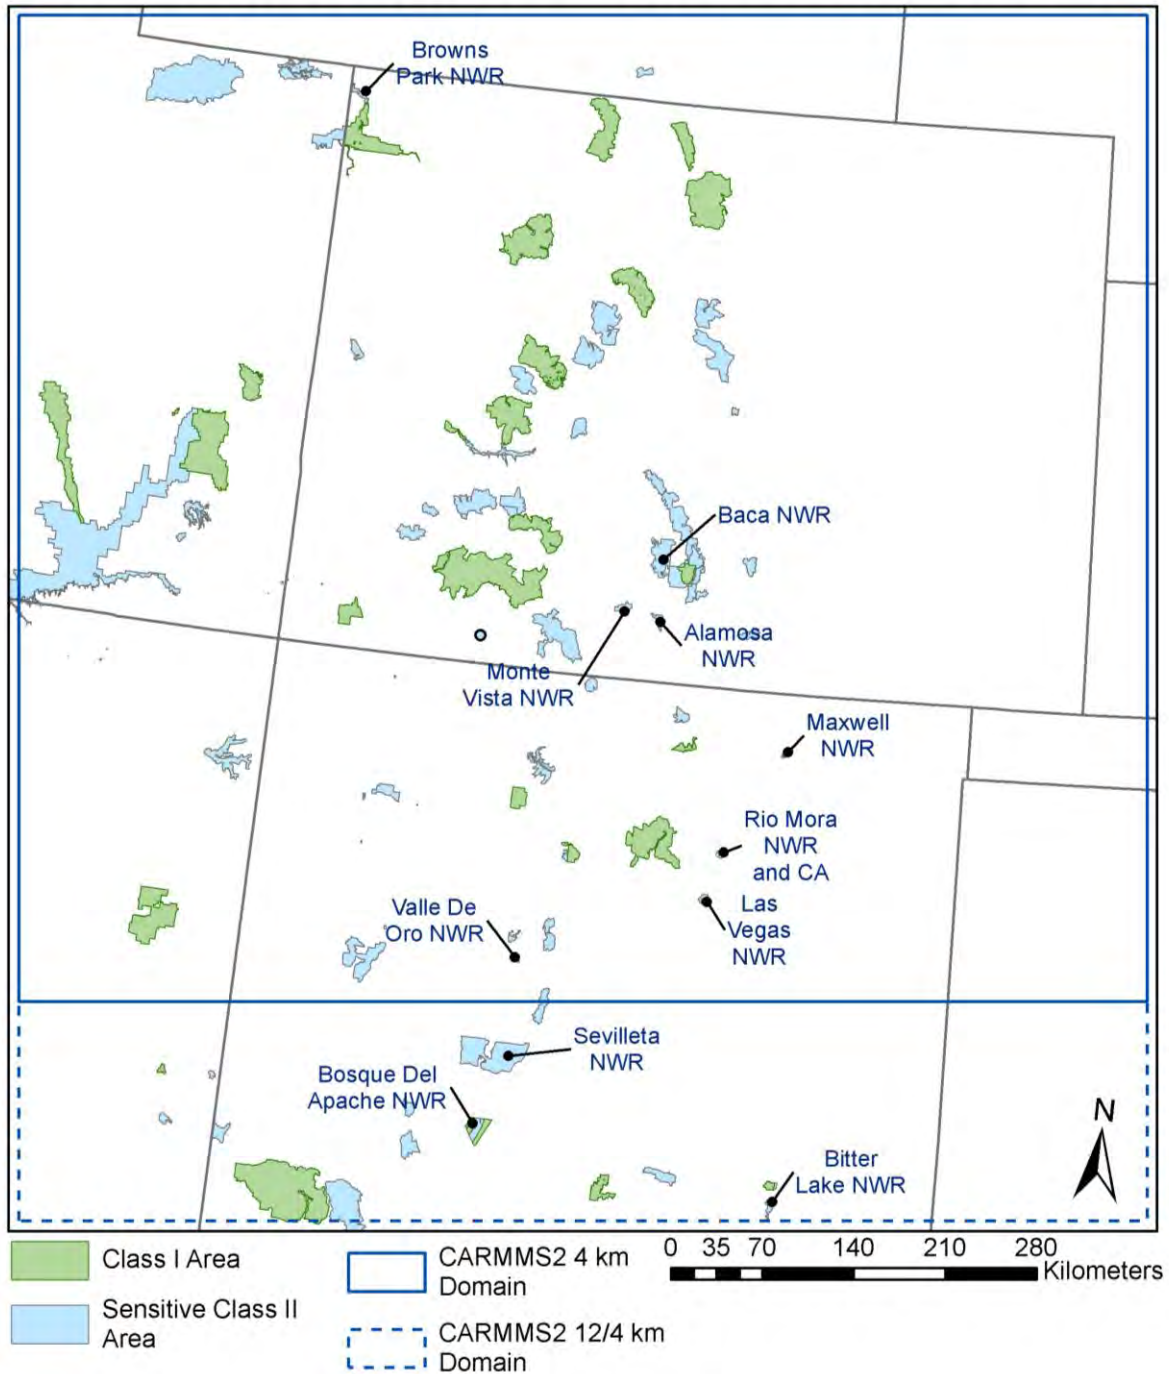 Browns
Park NWR
Baca NWR
Alamosa
NWR
Monte
Vista NWR
Maxwell
NWR
Rio Mora
NWR
and CA
Las
Vegas
NWR
Valle De
Oro NWR
Sevilleta
NWR
Bosque Del
Apache NWR
Bitter
Lake NWR
N
Class I Area
Sensitive Class II
Area
CARMMS2 4 km
Domain
CARMMS2 12/4 km
Domain
0 35 70 140 210 280
Kilometers